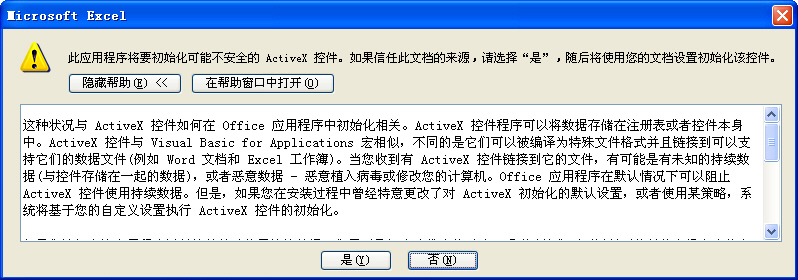 Microsoft Excel
此应用程序将要初始化可能不安全的 ActiveX 控件。如果信任此文档的来源,请选择“是”,随后将使用您的文档设置初始化该控件。
隐藏帮助(E) << 在帮助窗口中打开(O)
这种状况与 ActiveX 控件如何在 Office 应用程序中初始化相关。ActiveX 控件程序可以将数据存储在注册表或者控件本身
中。ActiveX 控件与 Visual Basic for Applications 宏相似，不同的是它们可以被编译为特殊文件格式并且链接到可以支
持它们的数据文件(例如 Word 文档和 Excel 工作簿)。当您收到有 ActiveX 控件链接到它的文件，有可能是有未知的持续数
据(与控件存储在一起的数据)，或者恶意数据 - 恶意植入病毒或修改您的计算机。Office 应用程序在默认情况下可以阻止
ActiveX 控件使用持续数据。但是，如果您在安装过程中曾经特意更改了对 ActiveX 初始化的默认设置，或者使用某策略，系
统将基于您的自定义设置执行 ActiveX 控件的初始化。
是(Y) 否(N)